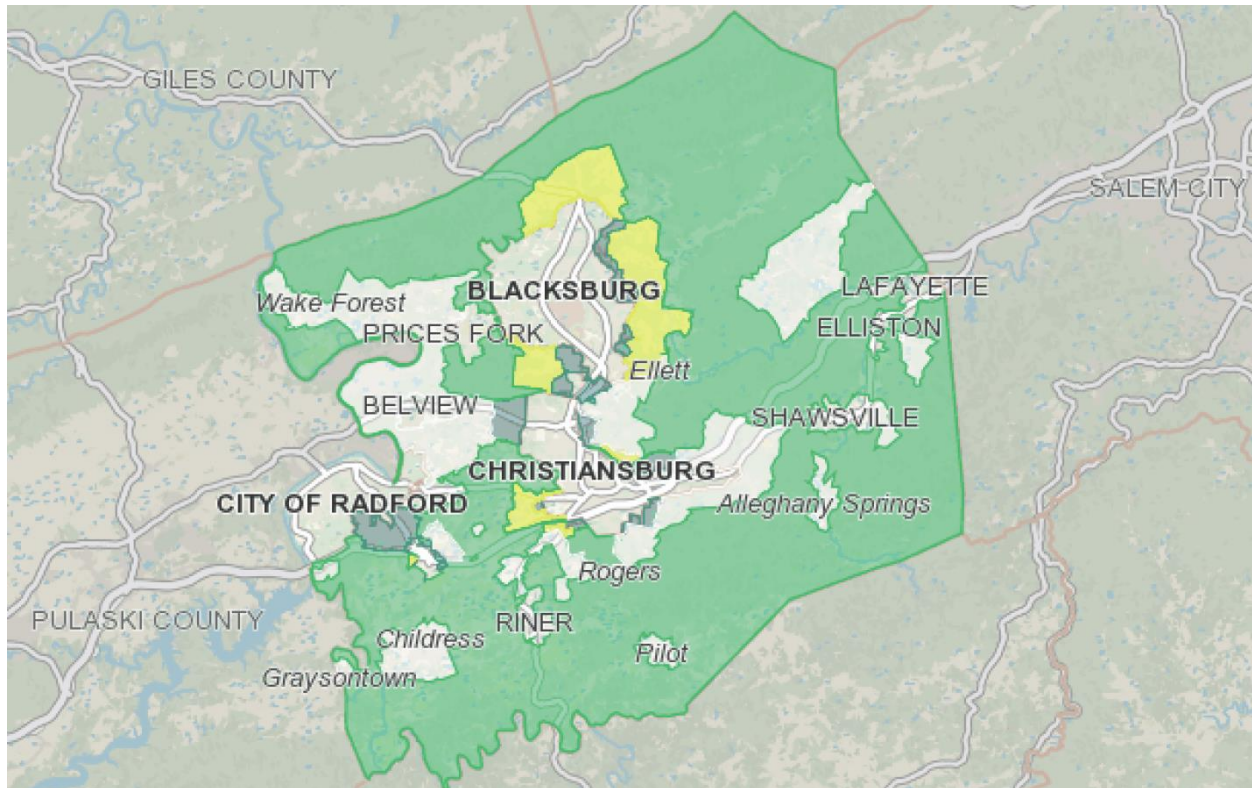 GILES COUNTY
SALEM CITY
LAFAYETTE
BLACKSBURG
Wake Forest
ELLISTON
PRICES FORK
Ellett
BELVIEW
SHAWSVILLE
CHRISTIANSBURG
CITY OF RADFORD
Alleghany Springs
Rogers
PULASKI COUNTY
RINER
Childress
Pilot
Graysontown